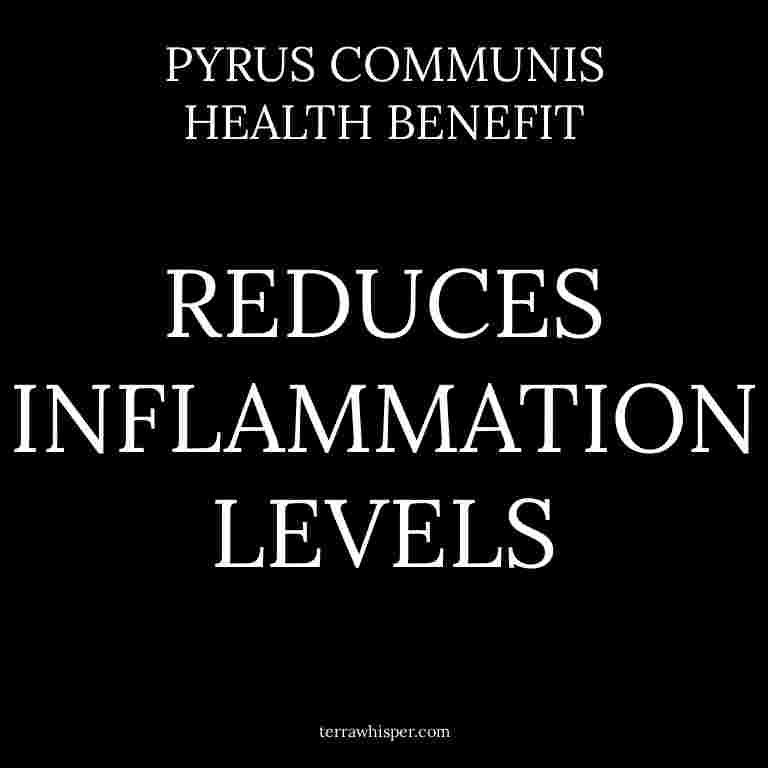 PYRUS COMMUNIS
HEALTH BENEFIT
REDUCES
INFLAMMATION
LEVELS
terrawhisper.com